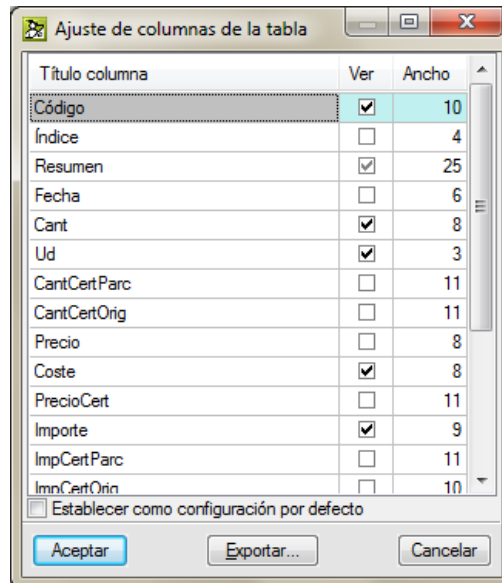 Ajuste de columnas de la tabla
Título columna Ver Ancho
Código 10
Índice 4
Resumen 25
Fecha 6
Cant 8
Ud 3
CantCertParc 11
CantCertOrig 11
Precio 8
Coste 8
PrecioCert 11
Importe 9
ImpCertParc 11
ImpCertOrig 10
Establecer como configuración por defecto
Aceptar Exportar... Cancelar